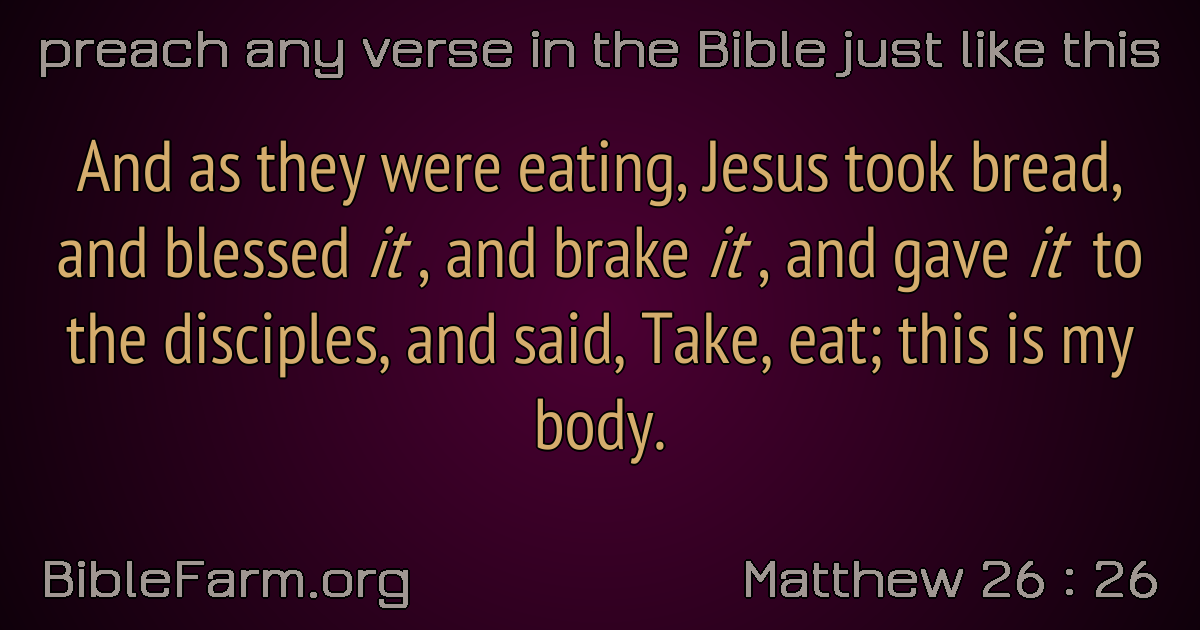 preach any verse in the Bible just like this
And as they were eating, Jesus took bread,
and blessed it , and brake it , and gave it to
the disciples, and said, Take, eat; this is my
body.
BibleFarm.org
Matthew 26 : 26